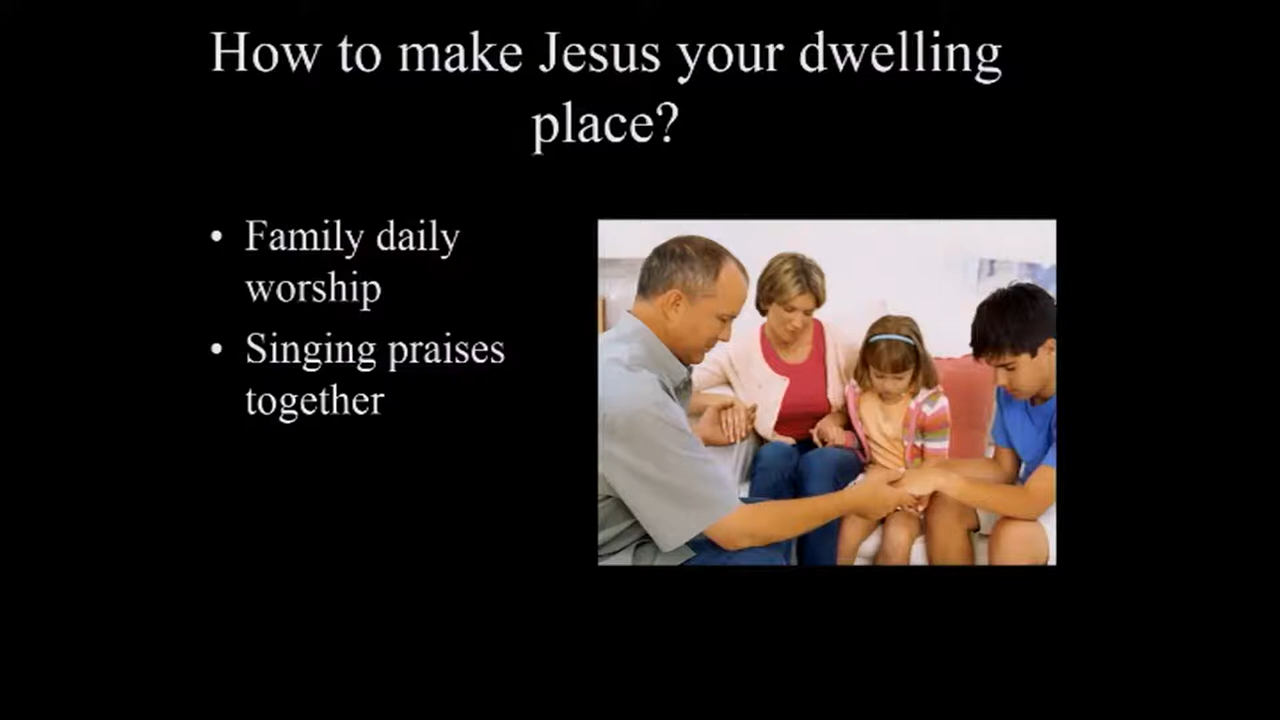 How to make Jesus your dwelling
place?
• Family daily
worship
• Singing praises
together